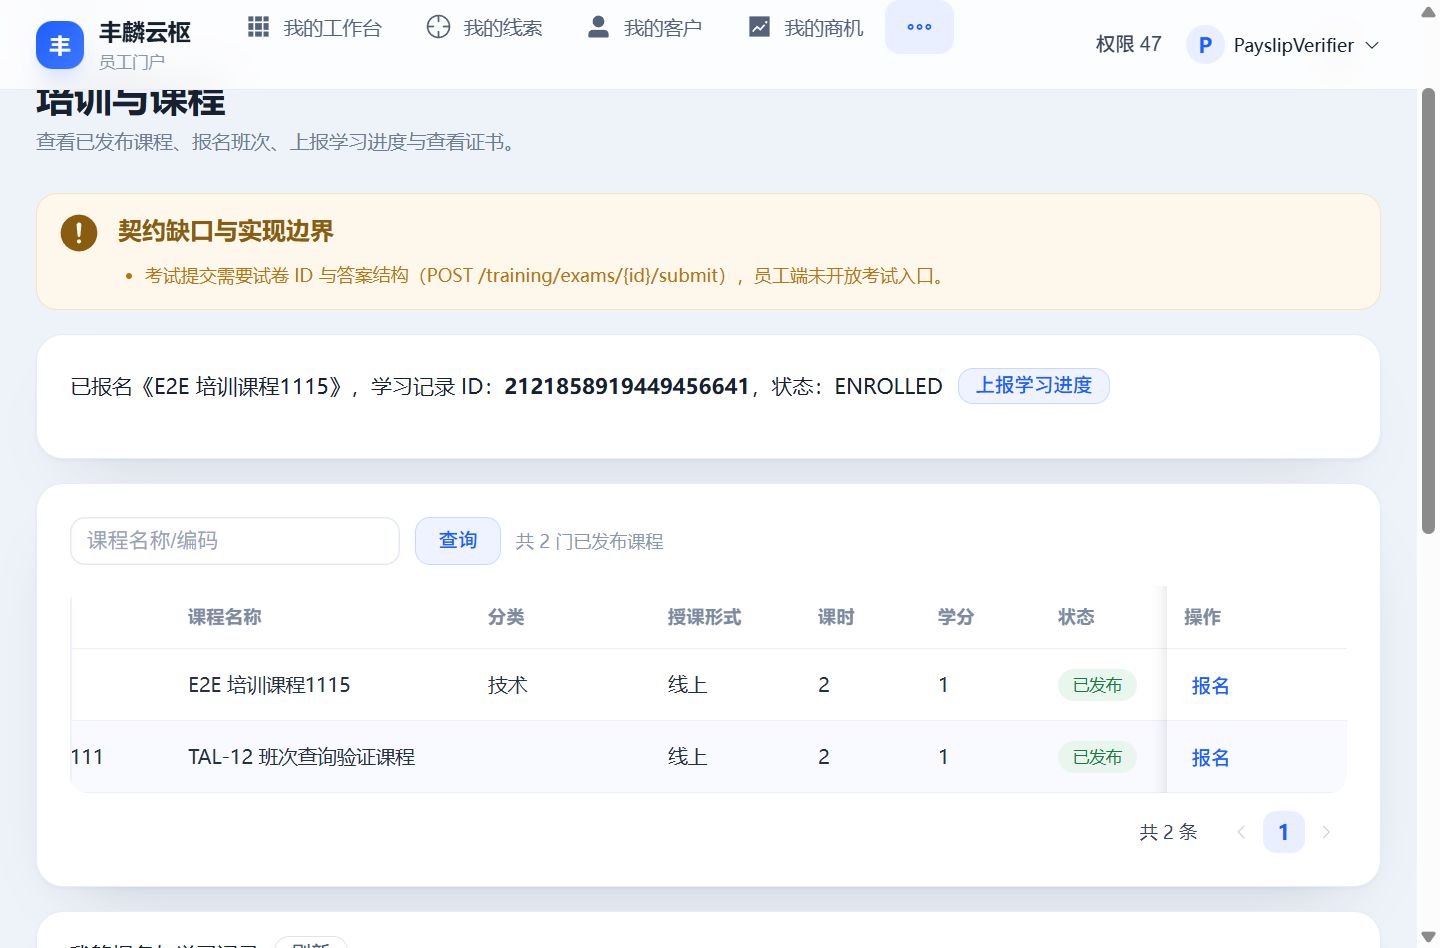 丰 丰麟云枢
员工门户
我的工作台 我的线索 我的客户 我的商机
权限 47 P PayslipVerifier
培训与课程
查看已发布课程、报名班次、上报学习进度与查看证书。
契约缺口与实现边界
考试提交需要试卷 ID 与答案结构（POST /training/exams/{id}/submit），员工端未开放考试入口。
已报名《E2E 培训课程1115》，学习记录 ID：2121858919449456641，状态：ENROLLED 上报学习进度
课程名称/编码 查询 共 2 门已发布课程
课程名称 分类 授课形式 课时 学分 状态 操作
E2E 培训课程1115 技术 线上 2 1 已发布 报名
111 TAL-12 班次查询验证课程 线上 2 1 已发布 报名
共 2 条 1